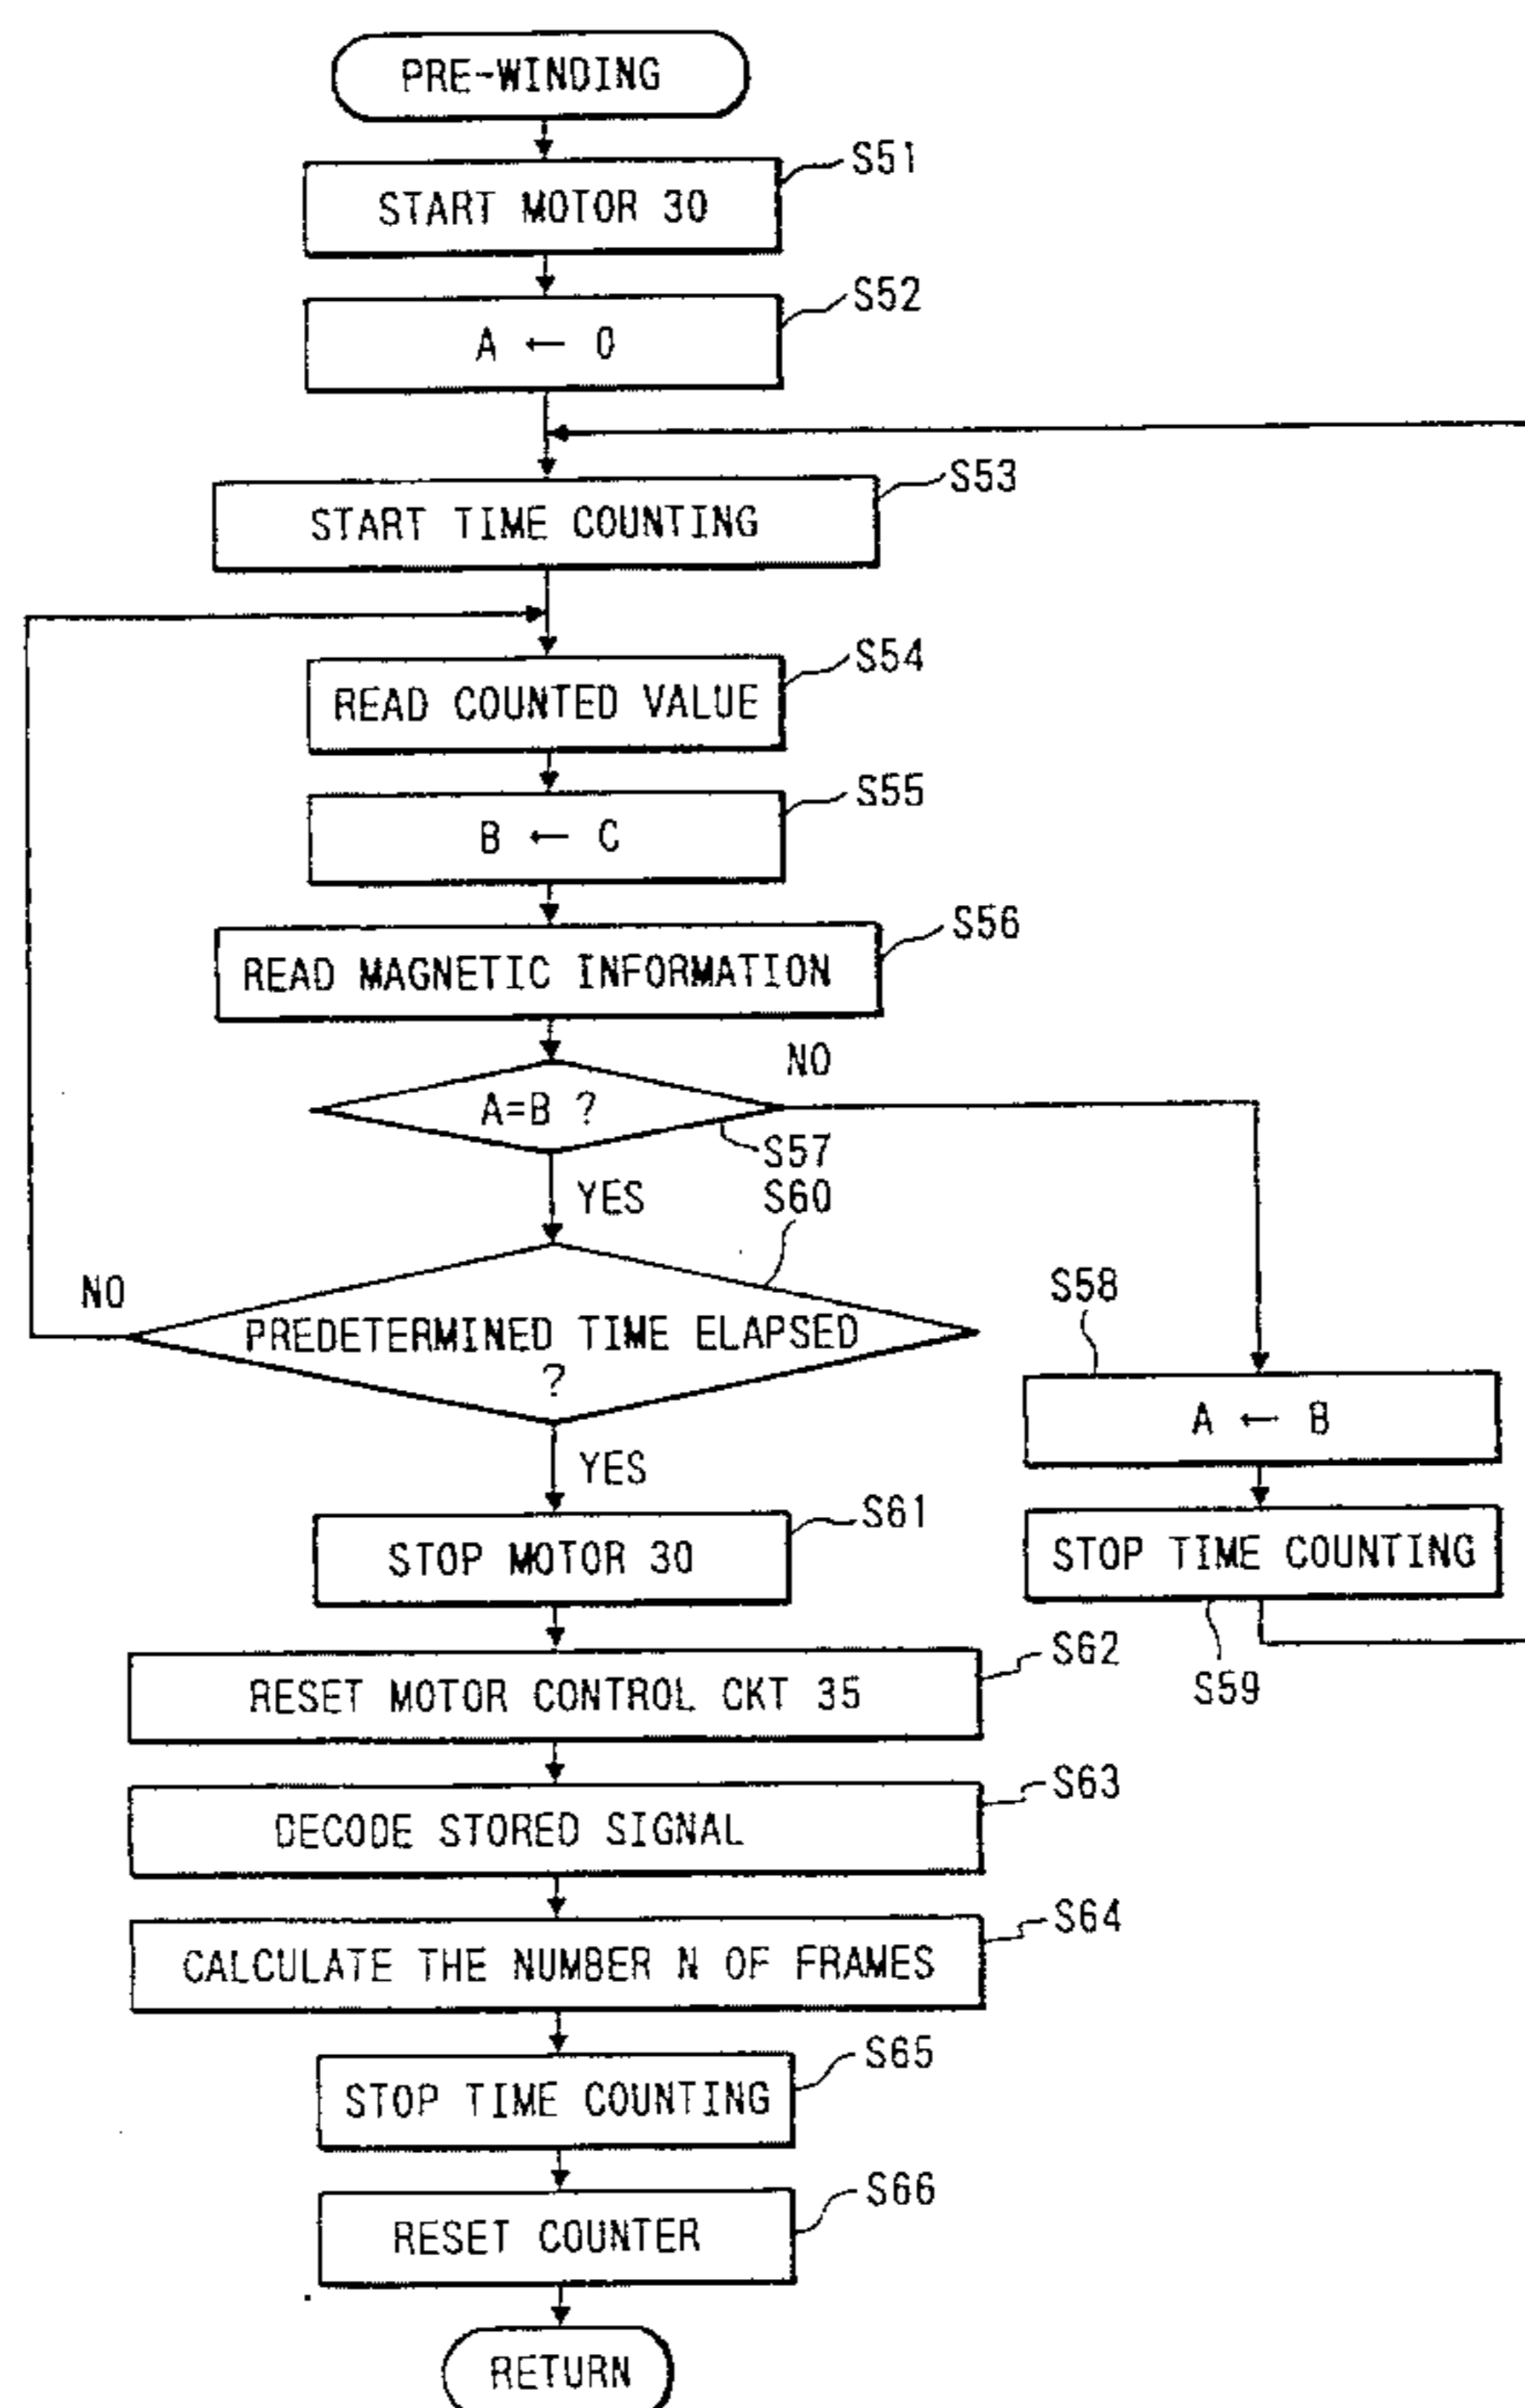 PRE-WINDING
S51
START MOTOR 30
S52
A ← 0
S53
START TIME COUNTING
S54
READ COUNTED VALUE
S55
B ← C
S56
READ MAGNETIC INFORMATION
NO
A=B ?
S57
YES
S60
NO
PREDETERMINED TIME ELAPSED
?
YES
S58
A ← B
STOP TIME COUNTING
S59
S61
STOP MOTOR 30
S62
RESET MOTOR CONTROL CKT 35
S63
DECODE STORED SIGNAL
S64
CALCULATE THE NUMBER N OF FRAMES
S65
STOP TIME COUNTING
S66
RESET COUNTER
RETURN